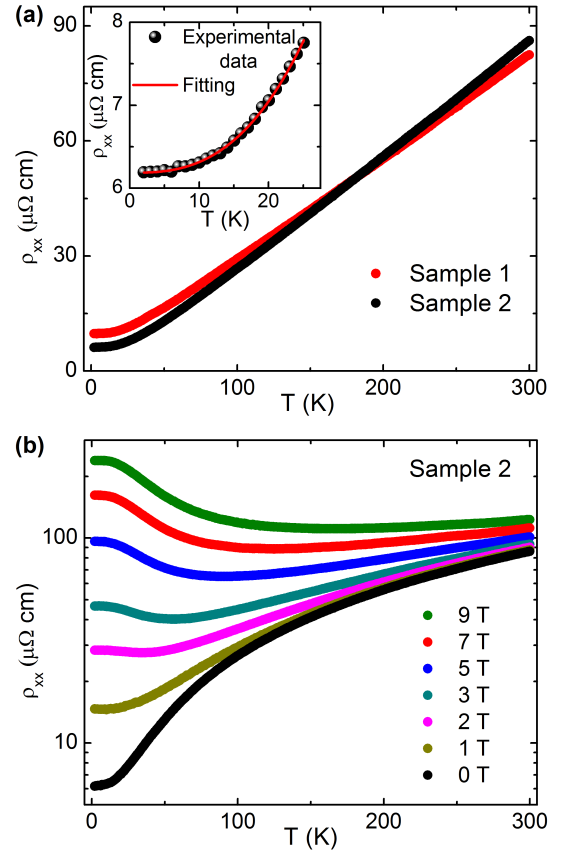 (a)
90
60
30
0
ρxx (μΩ cm)
0
100
200
300
T (K)
Sample 1
Sample 2
8
7
6
ρxx (μΩ cm)
0
10
20
T (K)
Experimental
data
Fitting
(b)
Sample 2
100
10
ρxx (μΩ cm)
9 T
7 T
5 T
3 T
2 T
1 T
0 T
0
100
200
300
T (K)